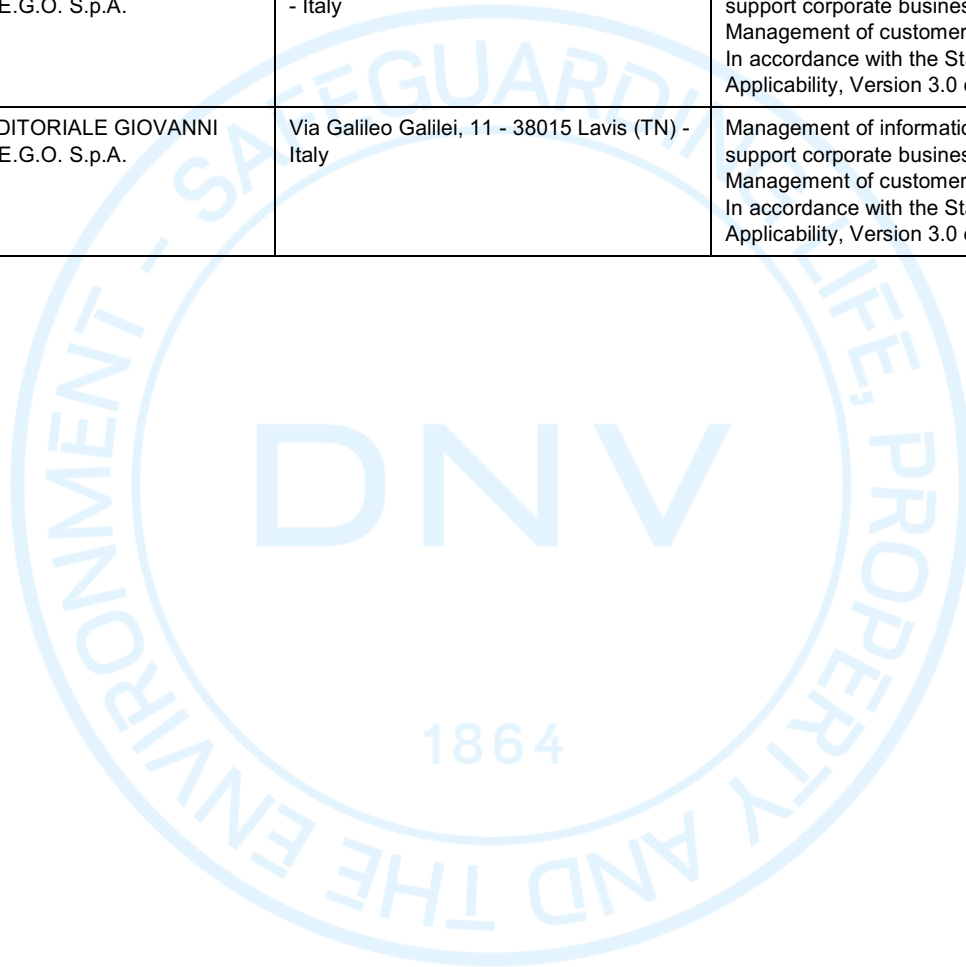 E.G.O. S.p.A.
- Italy
support corporate busines
Management of customer
In accordance with the Sta
Applicability, Version 3.0
DITORIALE GIOVANNI
E.G.O. S.p.A.
Via Galileo Galilei, 11 - 38015 Lavis (TN) -
Italy
Management of informatio
support corporate busines
Management of customer
In accordance with the Sta
Applicability, Version 3.0
SAFEGUARDING LIFE, PROPERTY AND THE ENVIRONMENT -
DNV
1864